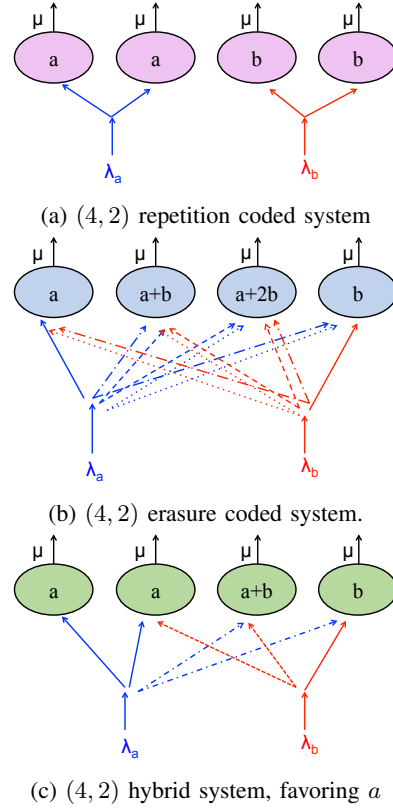 μ μ μ μ
a a b b
λa λb
(a) (4, 2) repetition coded system
μ μ μ μ
a a+b a+2b b
λa λb
(b) (4, 2) erasure coded system.
μ μ μ μ
a a a+b b
λa λb
(c) (4, 2) hybrid system, favoring a